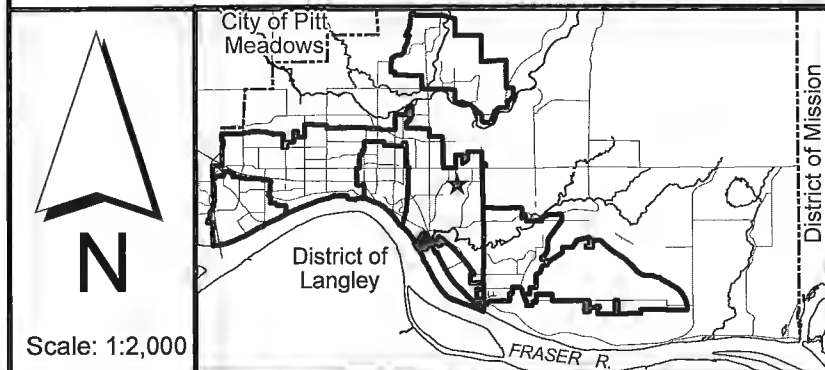 City of Pitt
Meadows
District of Mission
District of
Langley
N
Scale: 1:2,000
FRASER R.